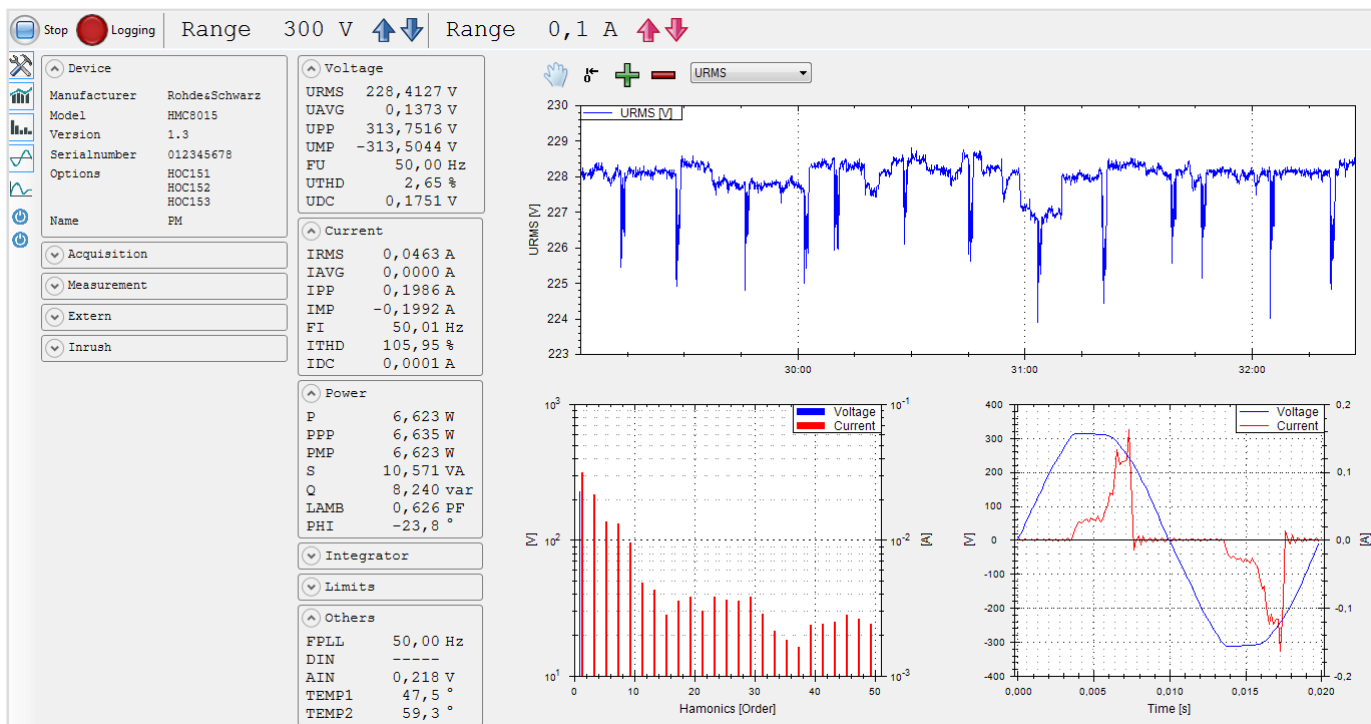 Stop Logging Range 300 V Range 0,1 A
Device
Manufacturer Rohde&Schwarz
Model HMC8015
Version 1.3
Serialnumber 012345678
Options HOC151
HOC152
HOC153
Name PM
Acquisition
Measurement
Extern
Inrush
Voltage
URMS 228,4127 V
UAVG 0,1373 V
UPP 313,7516 V
UMP -313,5044 V
FU 50,00 Hz
UTHD 2,65 %
UDC 0,1751 V
Current
IRMS 0,0463 A
IAVG 0,0000 A
IPP 0,1986 A
IMP -0,1992 A
FI 50,01 Hz
ITHD 105,95 %
IDC 0,0001 A
Power
P 6,623 W
PPP 6,635 W
PMP 6,623 W
S 10,571 VA
Q 8,240 var
LAMB 0,626 PF
PHI -23,8 °
Integrator
Limits
Others
FPLL 50,00 Hz
DIN -----
AIN 0,218 V
TEMP1 47,5 °
TEMP2 59,3 °
0
URMS
URMS [V]
230
229
228
227
226
225
224
223
URMS [V]
30:00 31:00 32:00
Voltage
Current
10³
10²
10¹
[V]
10⁻¹
10⁻²
10⁻³
[A]
0 10 20 30 40 50
Hamonics [Order]
Voltage
Current
400
300
200
100
0
-100
-200
-300
-400
[V]
0,2
0,1
0,0
-0,1
-0,2
[A]
0,000 0,005 0,010 0,015 0,020
Time [s]